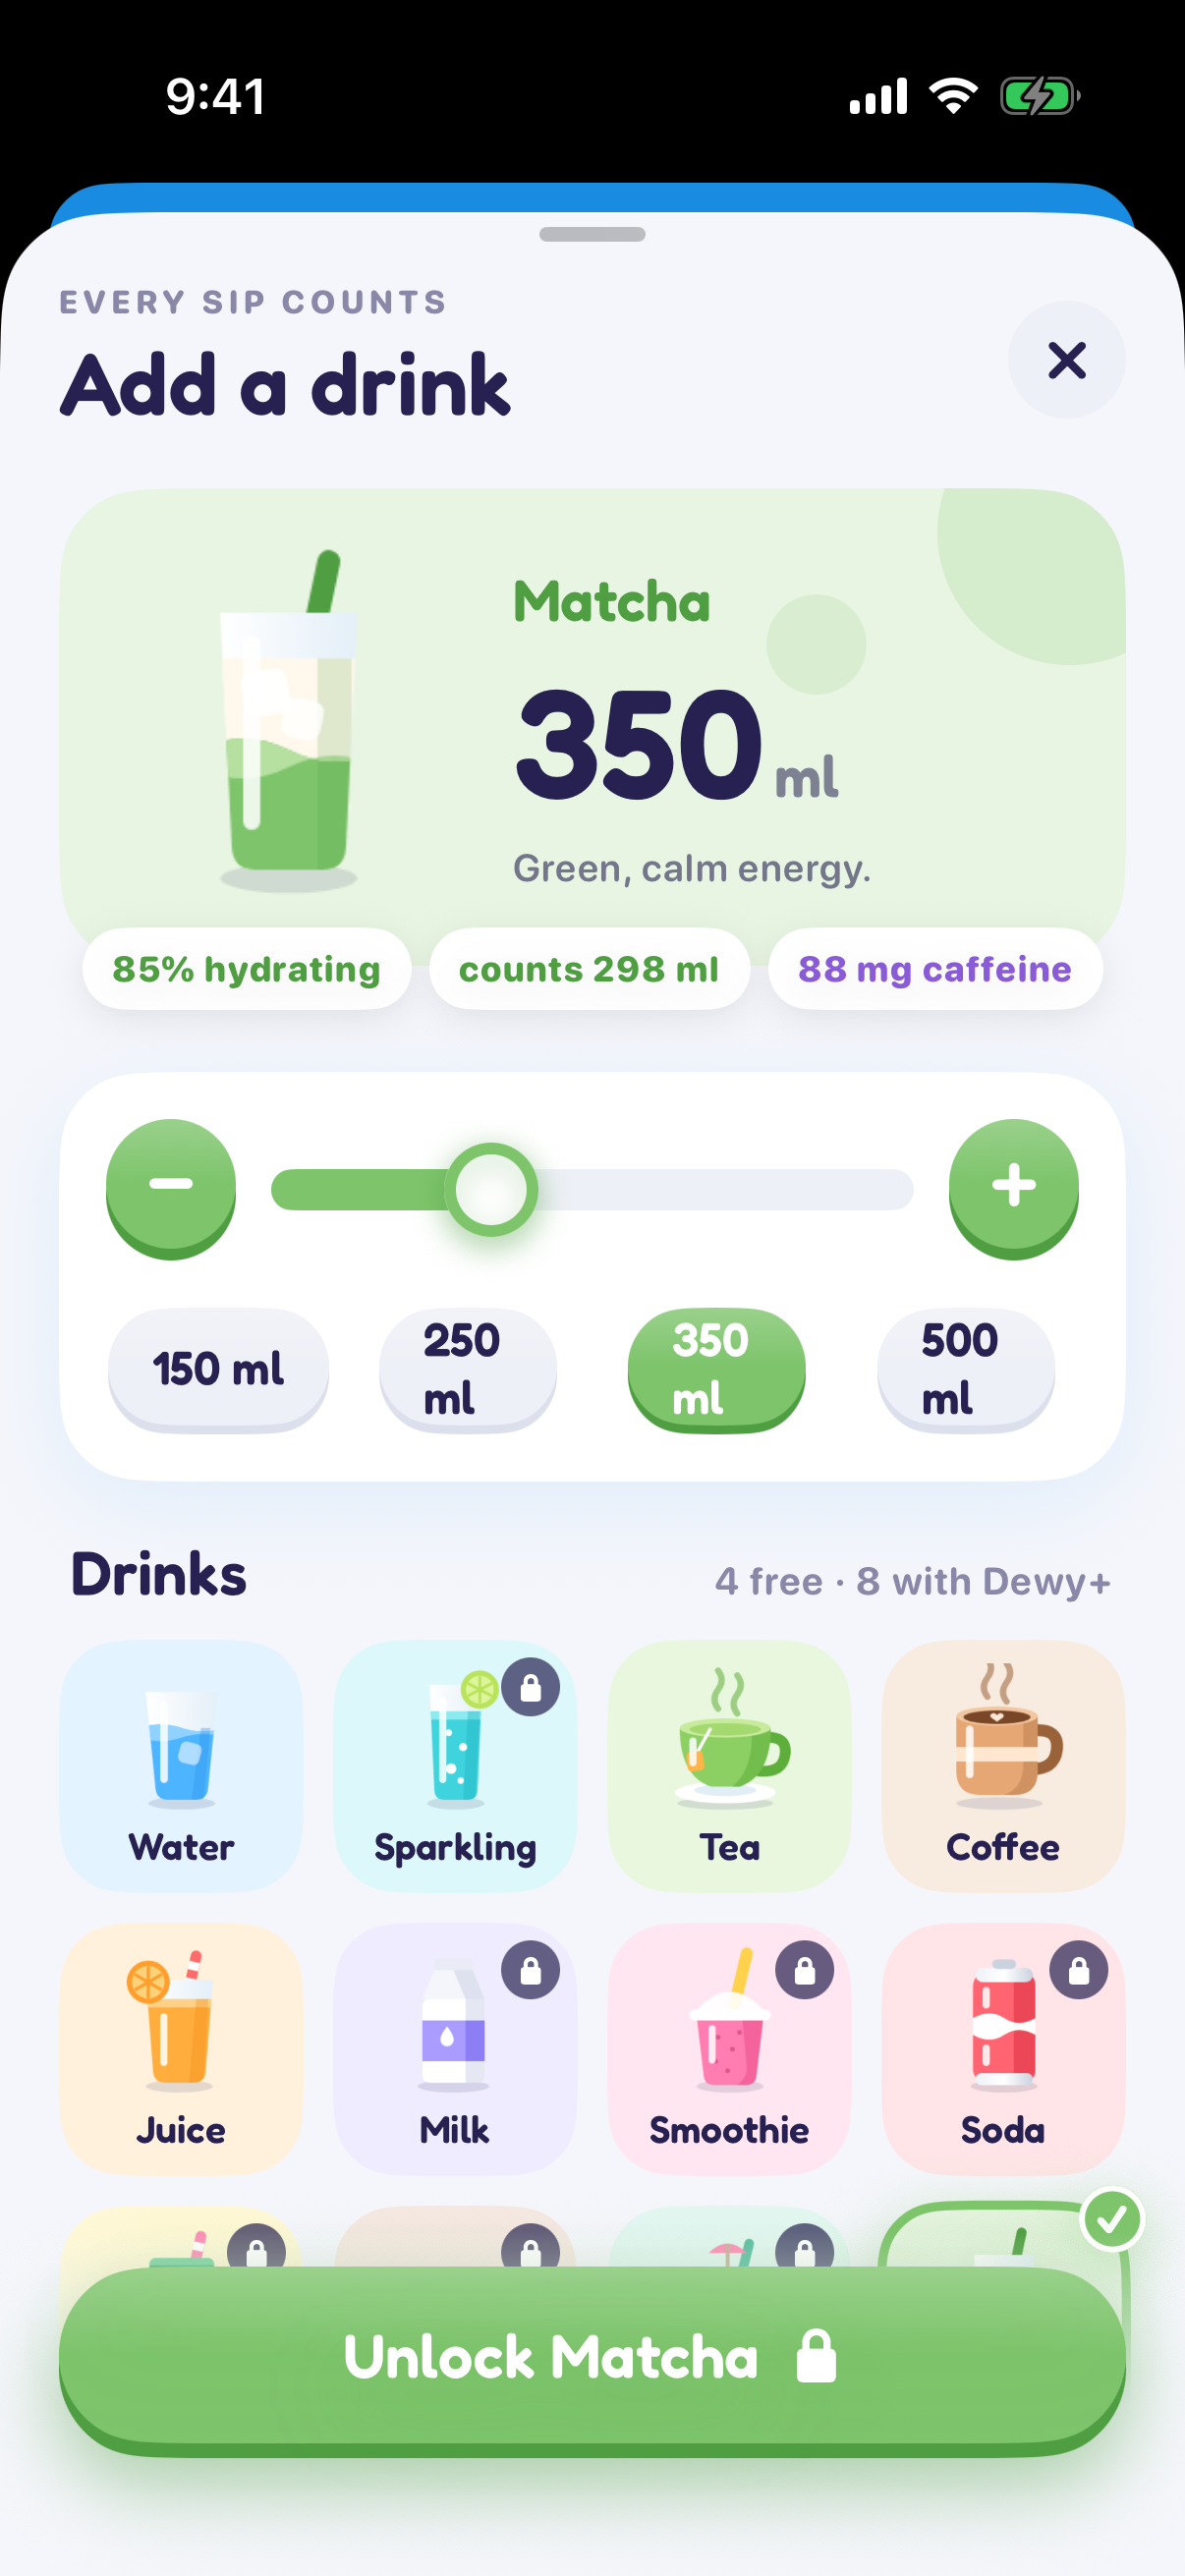 9:41
EVERY SIP COUNTS
Add a drink
Matcha
350 ml
Green, calm energy.
85% hydrating
counts 298 ml
88 mg caffeine
150 ml
250
ml
350
ml
500
ml
Drinks
4 free · 8 with Dewy+
Water
Sparkling
Tea
Coffee
Juice
Milk
Smoothie
Soda
Unlock Matcha